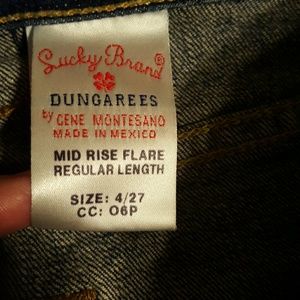 Lucky Brand®
DUNGAREES
by GENE MONTESANO
MADE IN MEXICO
MID RISE FLARE
REGULAR LENGTH
SIZE: 4/27
CC: 06P